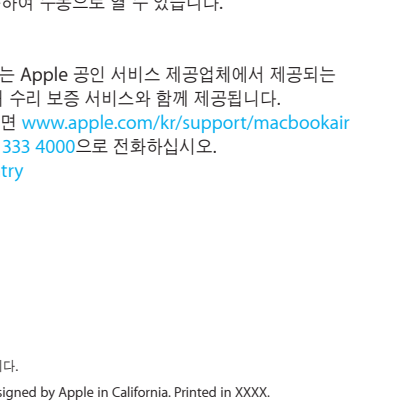 하여 수동으로 열 수 있습니다.
는 Apple 공인 서비스 제공업체에서 제공되는
수리 보증 서비스와 함께 제공됩니다.
면 www.apple.com/kr/support/macbookair
333 4000으로 전화하십시오.
try
다.
signed by Apple in California. Printed in XXXX.